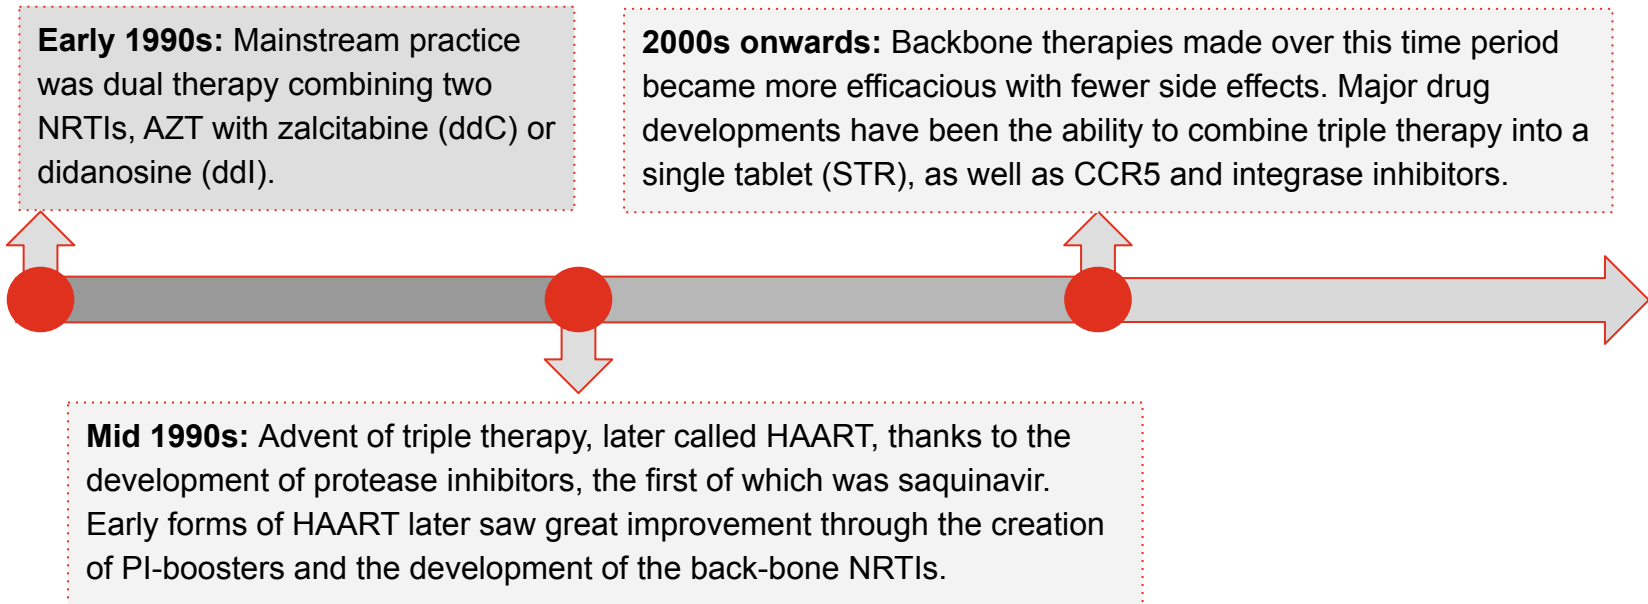 Early 1990s: Mainstream practice
was dual therapy combining two
NRTIs, AZT with zalcitabine (ddC) or
didanosine (ddI).
2000s onwards: Backbone therapies made over this time period
became more efficacious with fewer side effects. Major drug
developments have been the ability to combine triple therapy into a
single tablet (STR), as well as CCR5 and integrase inhibitors.
Mid 1990s: Advent of triple therapy, later called HAART, thanks to the
development of protease inhibitors, the first of which was saquinavir.
Early forms of HAART later saw great improvement through the creation
of PI-boosters and the development of the back-bone NRTIs.